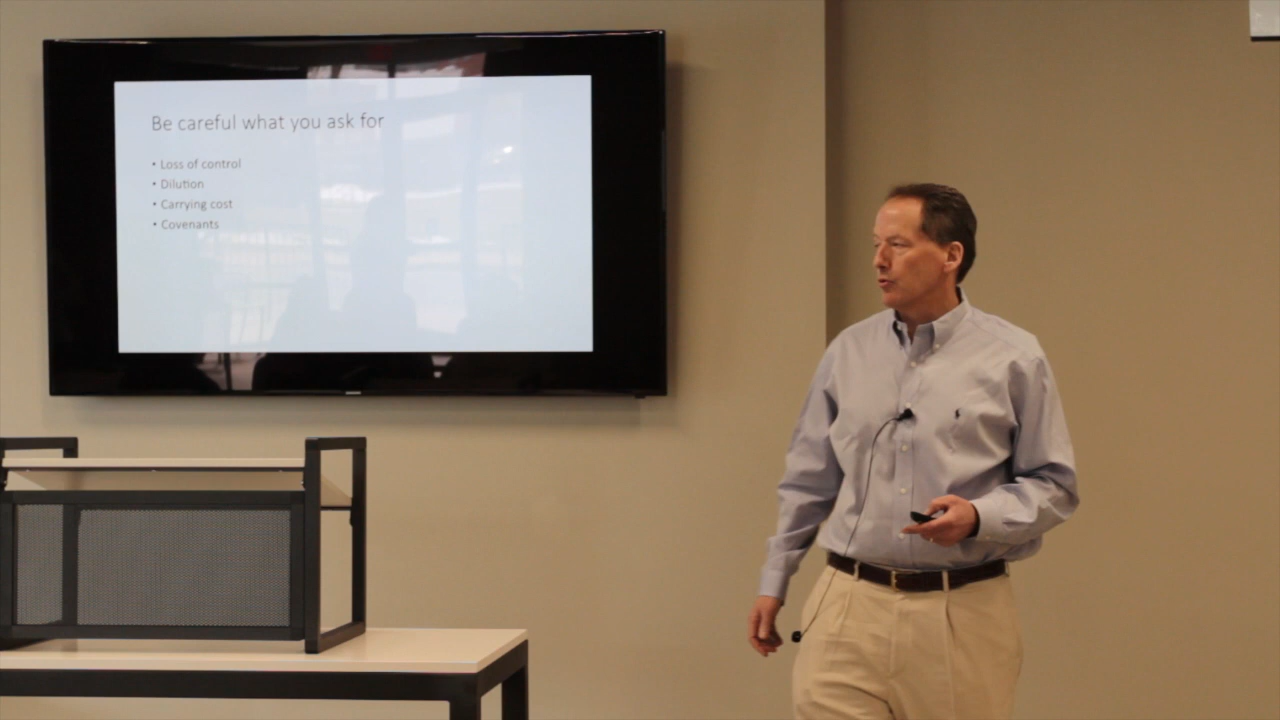 Be careful what you ask for
• Loss of control
• Dilution
• Carrying cost
• Covenants